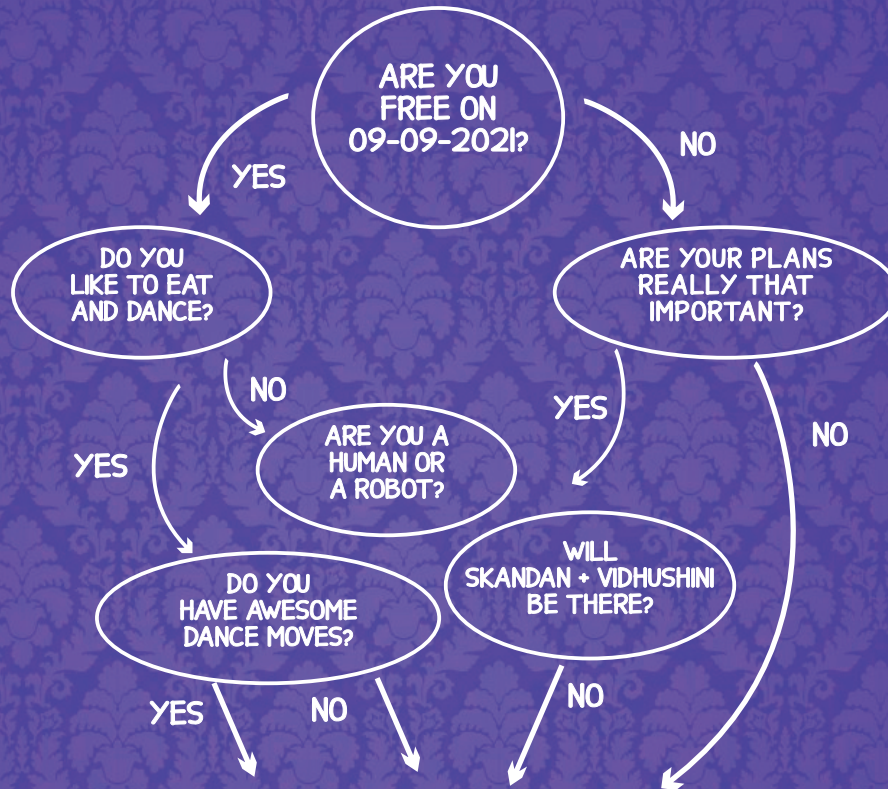 ARE YOU
FREE ON
09-09-2021?
YES
NO
DO YOU
LIKE TO EAT
AND DANCE?
ARE YOUR PLANS
REALLY THAT
IMPORTANT?
NO
YES
NO
YES
ARE YOU A
HUMAN OR
A ROBOT?
WILL
SKANDAN + VIDHUSHINI
BE THERE?
DO YOU
HAVE AWESOME
DANCE MOVES?
YES
NO
NO